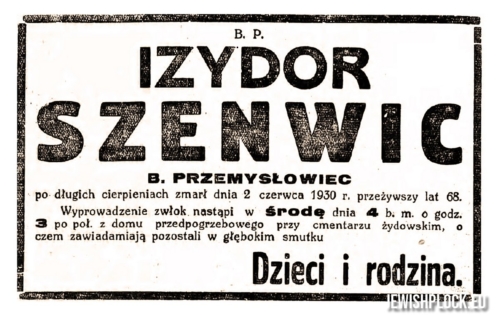 B. P.
IZYDOR
SZENWIC
B. PRZEMYSŁOWIEC
po długich cierpieniach zmarł dnia 2 czerwca 1930 r. przeżywszy lat 68.
Wyprowadzenie zwłok nastąpi w środę dnia 4 b. m. o godz.
3 po poł. z domu przedpogrzebowego przy cmentarzu żydowskim, o
czem zawiadamiają pozostali w głębokim smutku
Dzieci i rodzina.
JEWISHPLOCK.EU